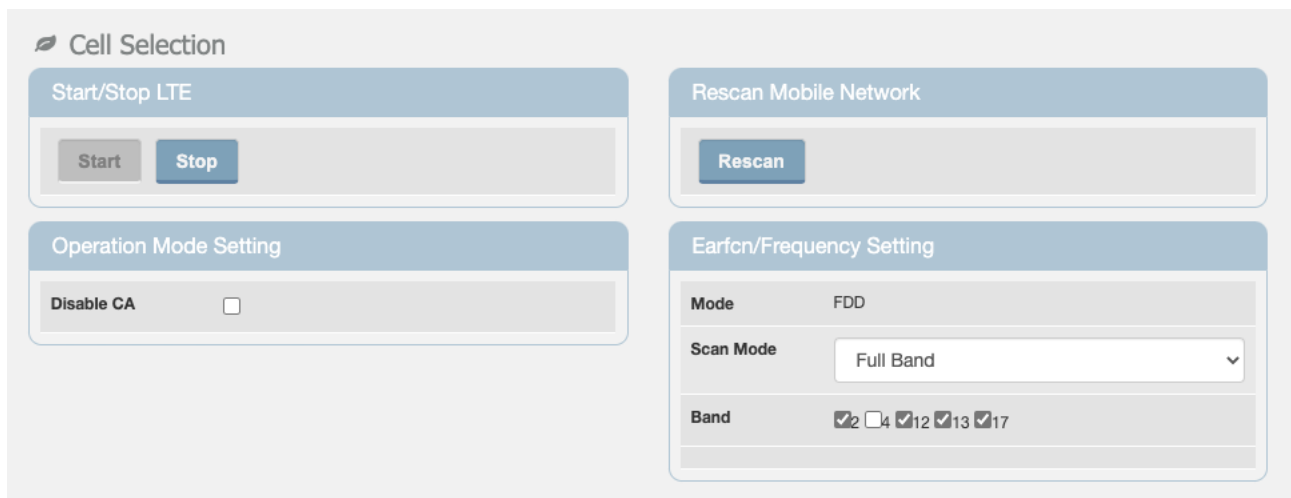 Cell Selection
Start/Stop LTE
Start Stop
Rescan Mobile Network
Rescan
Operation Mode Setting
Disable CA
Earfcn/Frequency Setting
Mode FDD
Scan Mode Full Band
Band 2 4 12 13 17